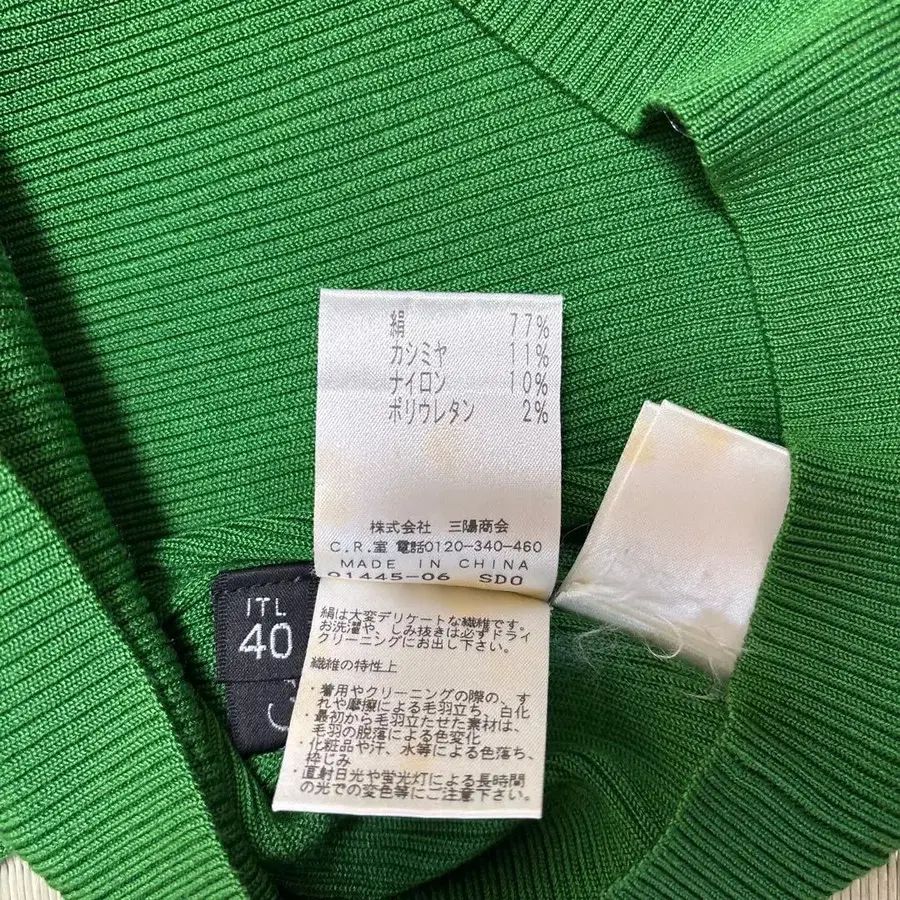 絹 77%
カシミヤ 11%
ナイロン 10%
ポリウレタン 2%
株式会社 三陽商会
C.R.室 電話0120-340-460
MADE IN CHINA
01445-06 SDO
ITL
40
絹は大変デリケートな繊維です。
お洗濯や、しみ抜きは必ずドライ
クリーニングにお出し下さい。
繊維の特性上
・着用やクリーニングの際の、す
れや摩擦による毛羽立ち、白化
・最初から毛羽立たせた素材は、
毛羽の脱落による色変化
・化粧品や汗、水等による色落ち、
枠じみ
・直射日光や蛍光灯による長時間
の光での変色等にご注意下さい。